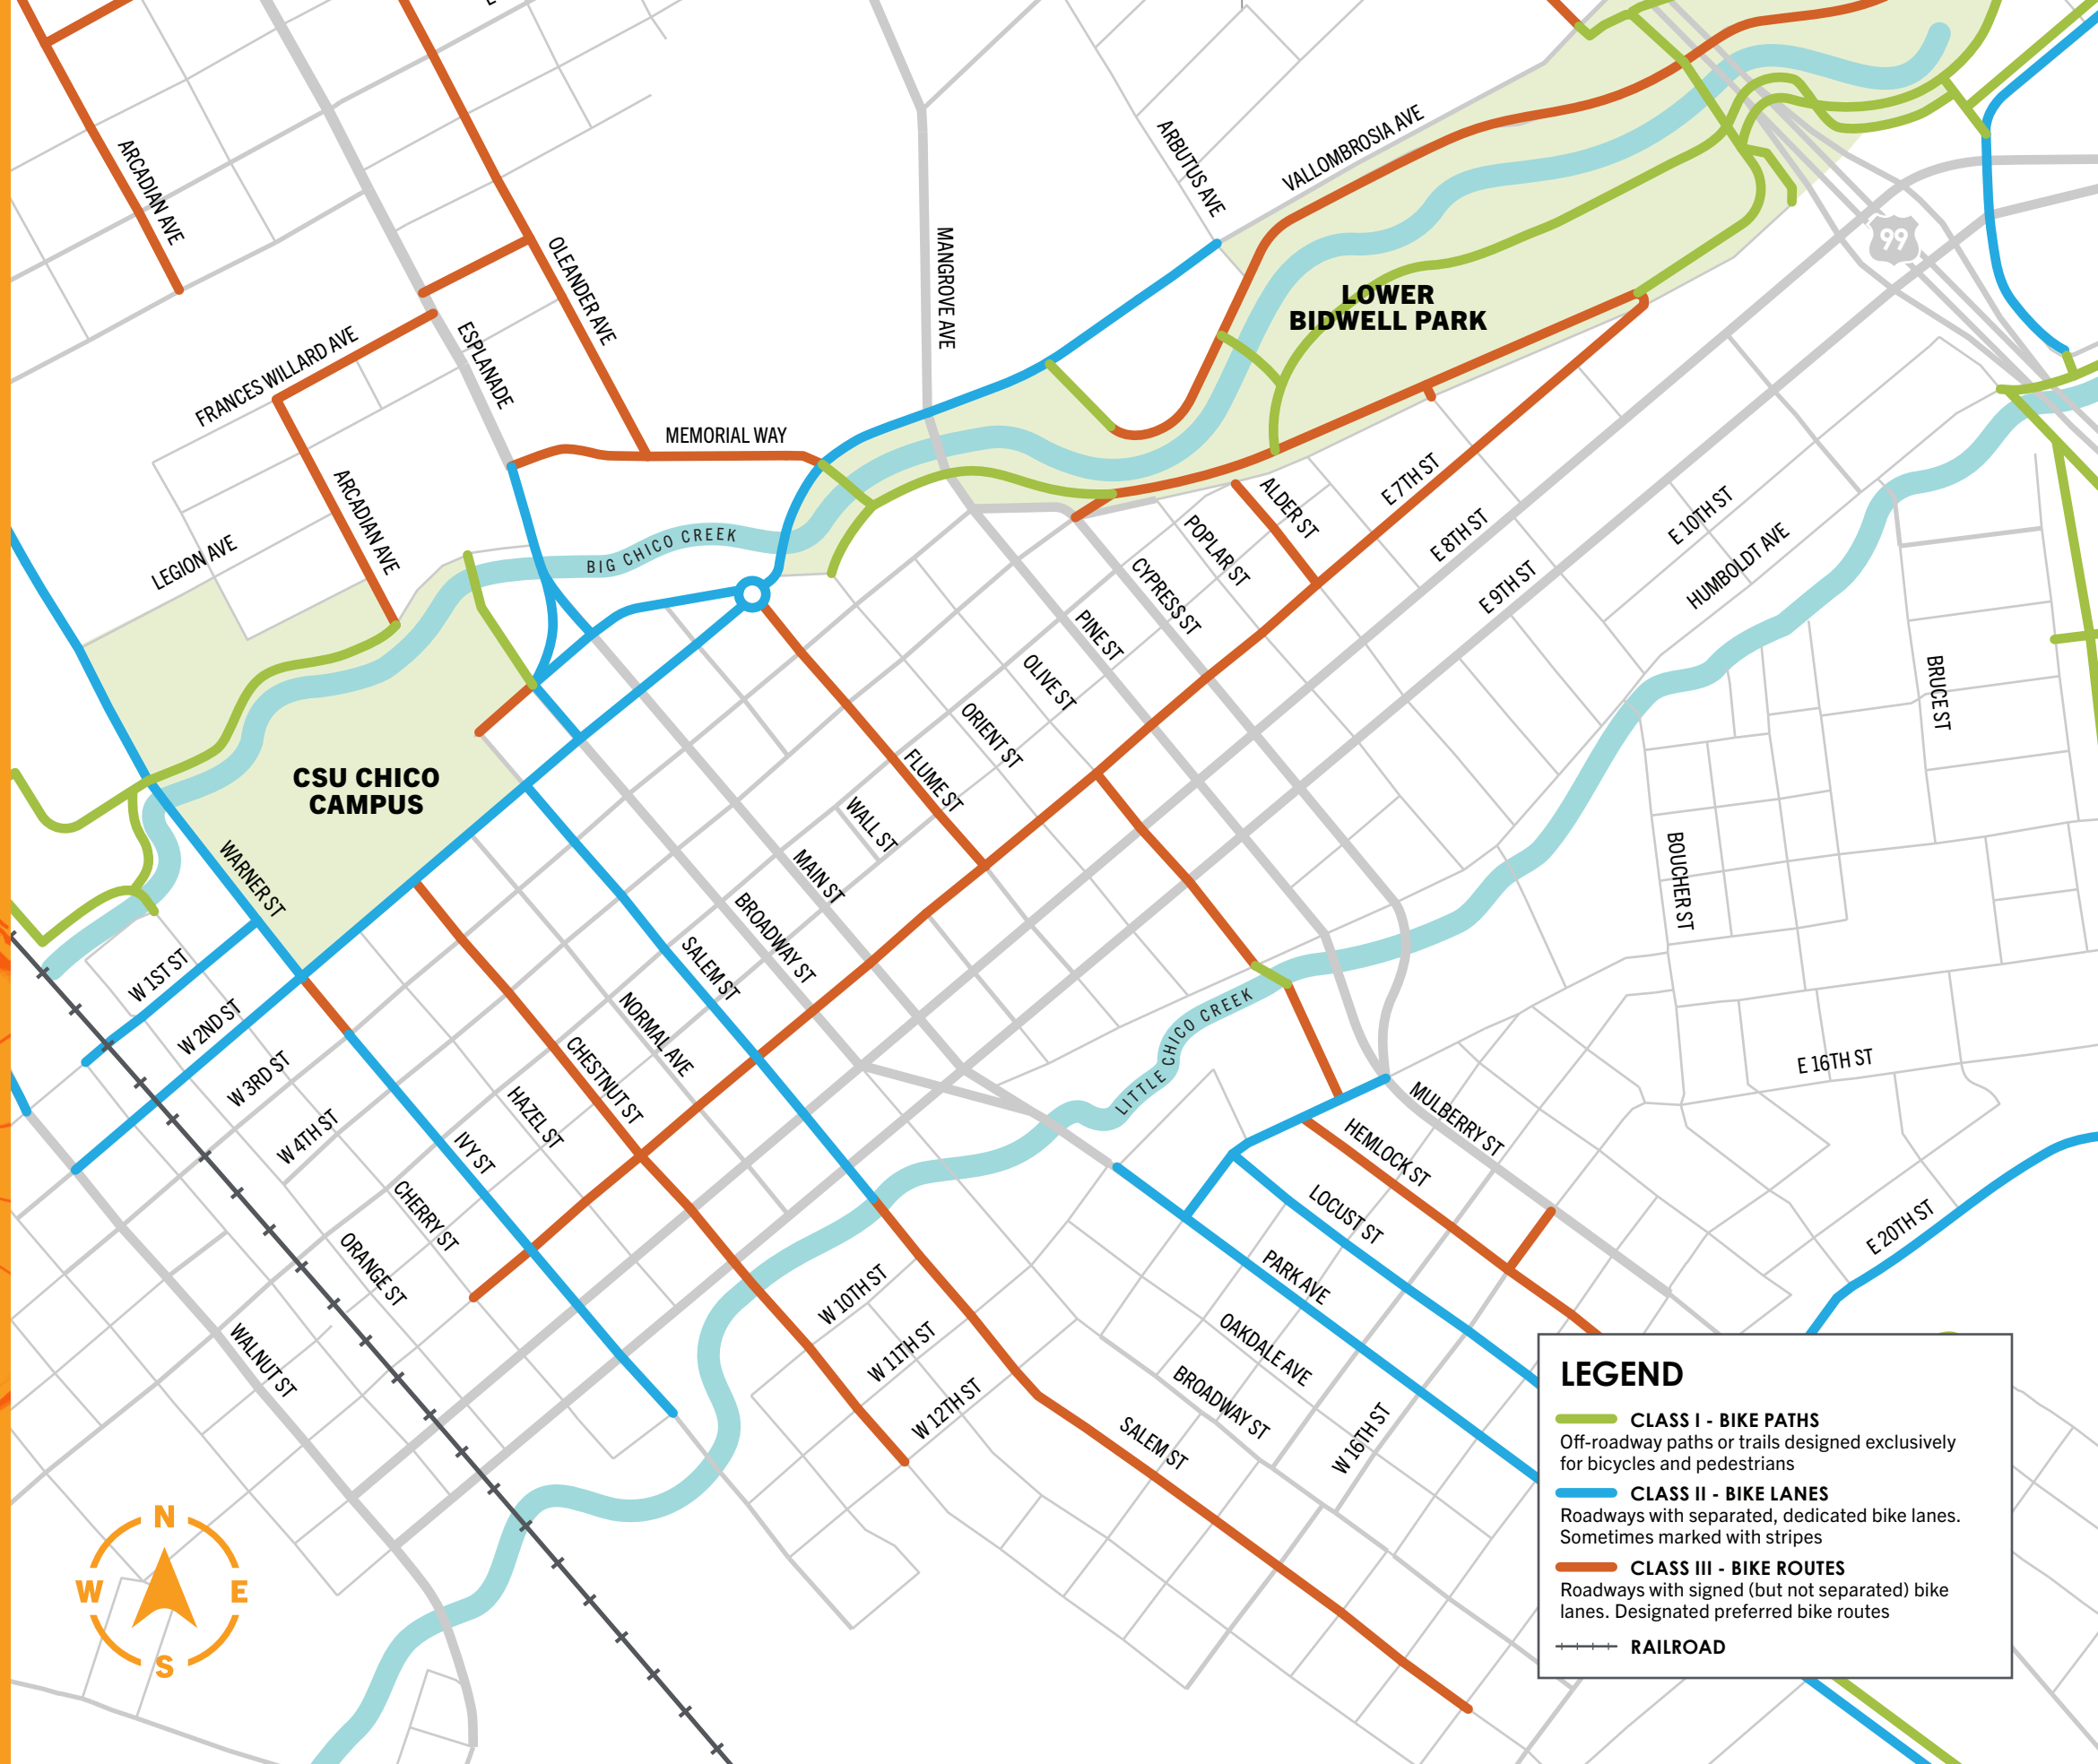 ARCADIAN AVE
OLEANDER AVE
ESPLANADE
FRANCES WILLARD AVE
ARCADIAN AVE
LEGION AVE
MEMORIAL WAY
MANGROVE AVE
ARBUTUS AVE
VALLOMBROSIA AVE
99
LOWER
BIDWELL PARK
BIG CHICO CREEK
ALDER ST
POPLAR ST
CYPRESS ST
PINE ST
OLIVE ST
ORIENT ST
FLUME ST
WALL ST
MAIN ST
BROADWAY ST
SALEM ST
NORMAL AVE
CHESTNUT ST
HAZEL ST
IVY ST
CHERRY ST
ORANGE ST
WALNUT ST
E 7TH ST
E 8TH ST
E 9TH ST
E 10TH ST
HUMBOLDT AVE
BRUCE ST
BOUCHER ST
E 16TH ST
E 20TH ST
CSU CHICO
CAMPUS
WARNER ST
W 1ST ST
W 2ND ST
W 3RD ST
W 4TH ST
LITTLE CHICO CREEK
MULBERRY ST
HEMLOCK ST
LOCUST ST
PARK AVE
OAKDALE AVE
BROADWAY ST
W 16TH ST
SALEM ST
W 10TH ST
W 11TH ST
W 12TH ST
N
W
E
S
LEGEND
CLASS I - BIKE PATHS
Off-roadway paths or trails designed exclusively
for bicycles and pedestrians
CLASS II - BIKE LANES
Roadways with separated, dedicated bike lanes.
Sometimes marked with stripes
CLASS III - BIKE ROUTES
Roadways with signed (but not separated) bike
lanes. Designated preferred bike routes
RAILROAD